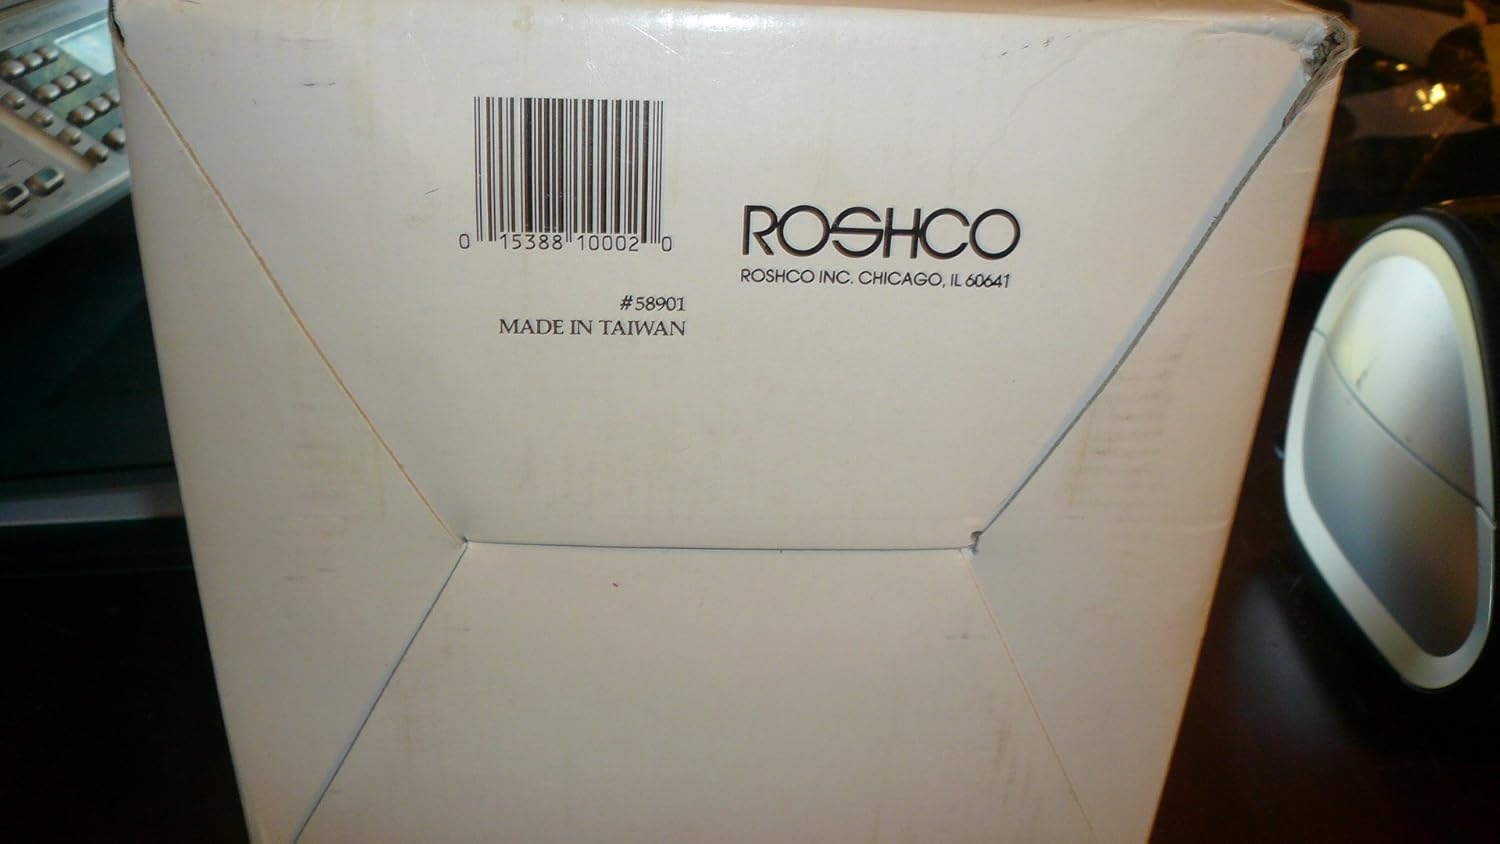 0 15388 10002 0
ROSHCO
ROSHCO INC. CHICAGO, IL 60641
#58901
MADE IN TAIWAN